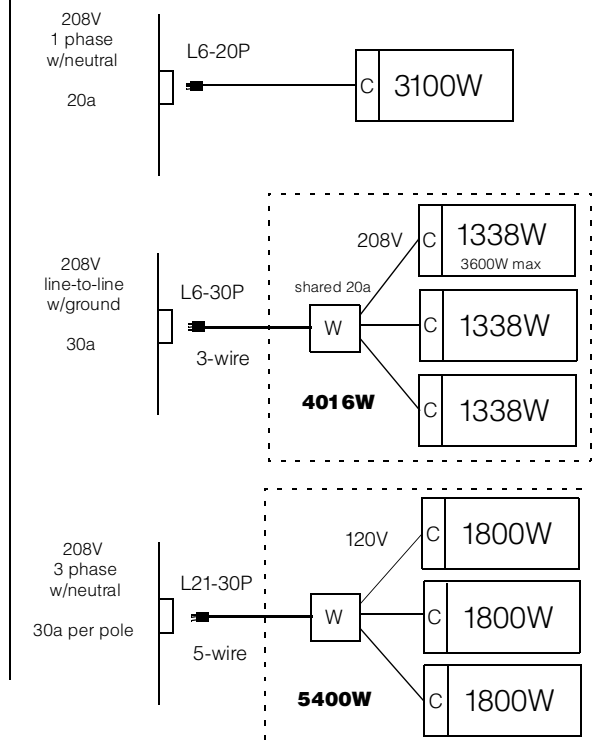 208V
1 phase
w/neutral
20a
L6-20P
C 3100W
208V
line-to-line
w/ground
30a
L6-30P
3-wire
208V
shared 20a
W
4016W
C 1338W
3600W max
C 1338W
C 1338W
208V
3 phase
w/neutral
30a per pole
L21-30P
5-wire
120V
W
5400W
C 1800W
C 1800W
C 1800W